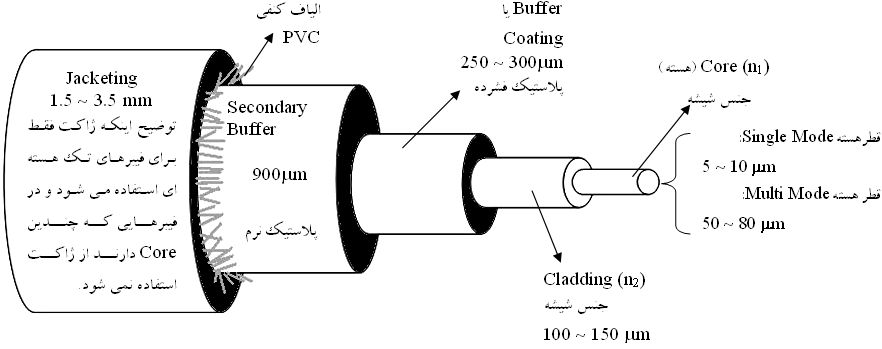 Jacketing
1.5 ~ 3.5 mm
توضیح اینکه ژاکت فقط
برای فیبرهای تک هسته
ای استفاده می شود و در
فیبرهایی که چندین
Core دارند از ژاکت
استفاده نمی شود.
الیاف کنفی
PVC
Secondary
Buffer
900μm
پلاستیک نرم
Buffer یا
Coating
250 ~ 300μm
پلاستیک فشرده
Cladding (n₂)
جنس شیشه
100 ~ 150 μm
(هسته) Core (n₁)
جنس شیشه
قطر هسته Single Mode:
5 ~ 10 μm
قطر هسته Multi Mode:
50 ~ 80 μm